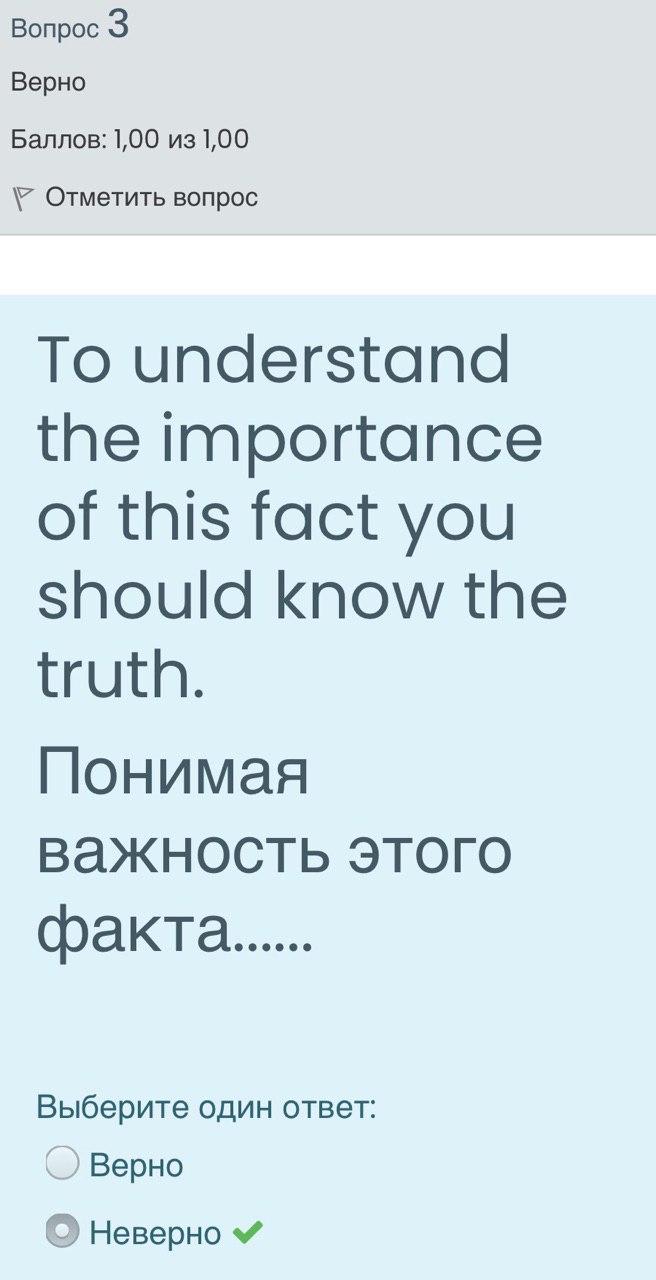 Вопрос 3
Верно
Баллов: 1,00 из 1,00
Отметить вопрос
To understand
the importance
of this fact you
should know the
truth.
Понимая
важность этого
факта......
Выберите один ответ:
Верно
Неверно